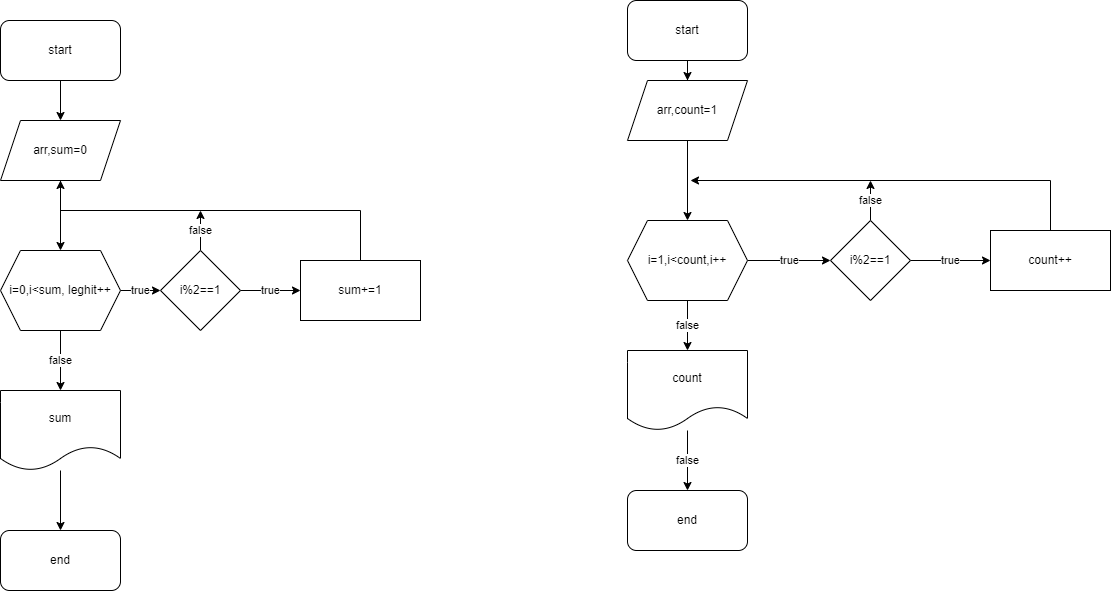 start
arr,sum=0
false
i=0,i<sum, leghit++
true
i%2==1
true
sum+=1
false
sum
end
start
arr,count=1
false
i=1,i<count,i++
true
i%2==1
true
count++
false
count
false
end